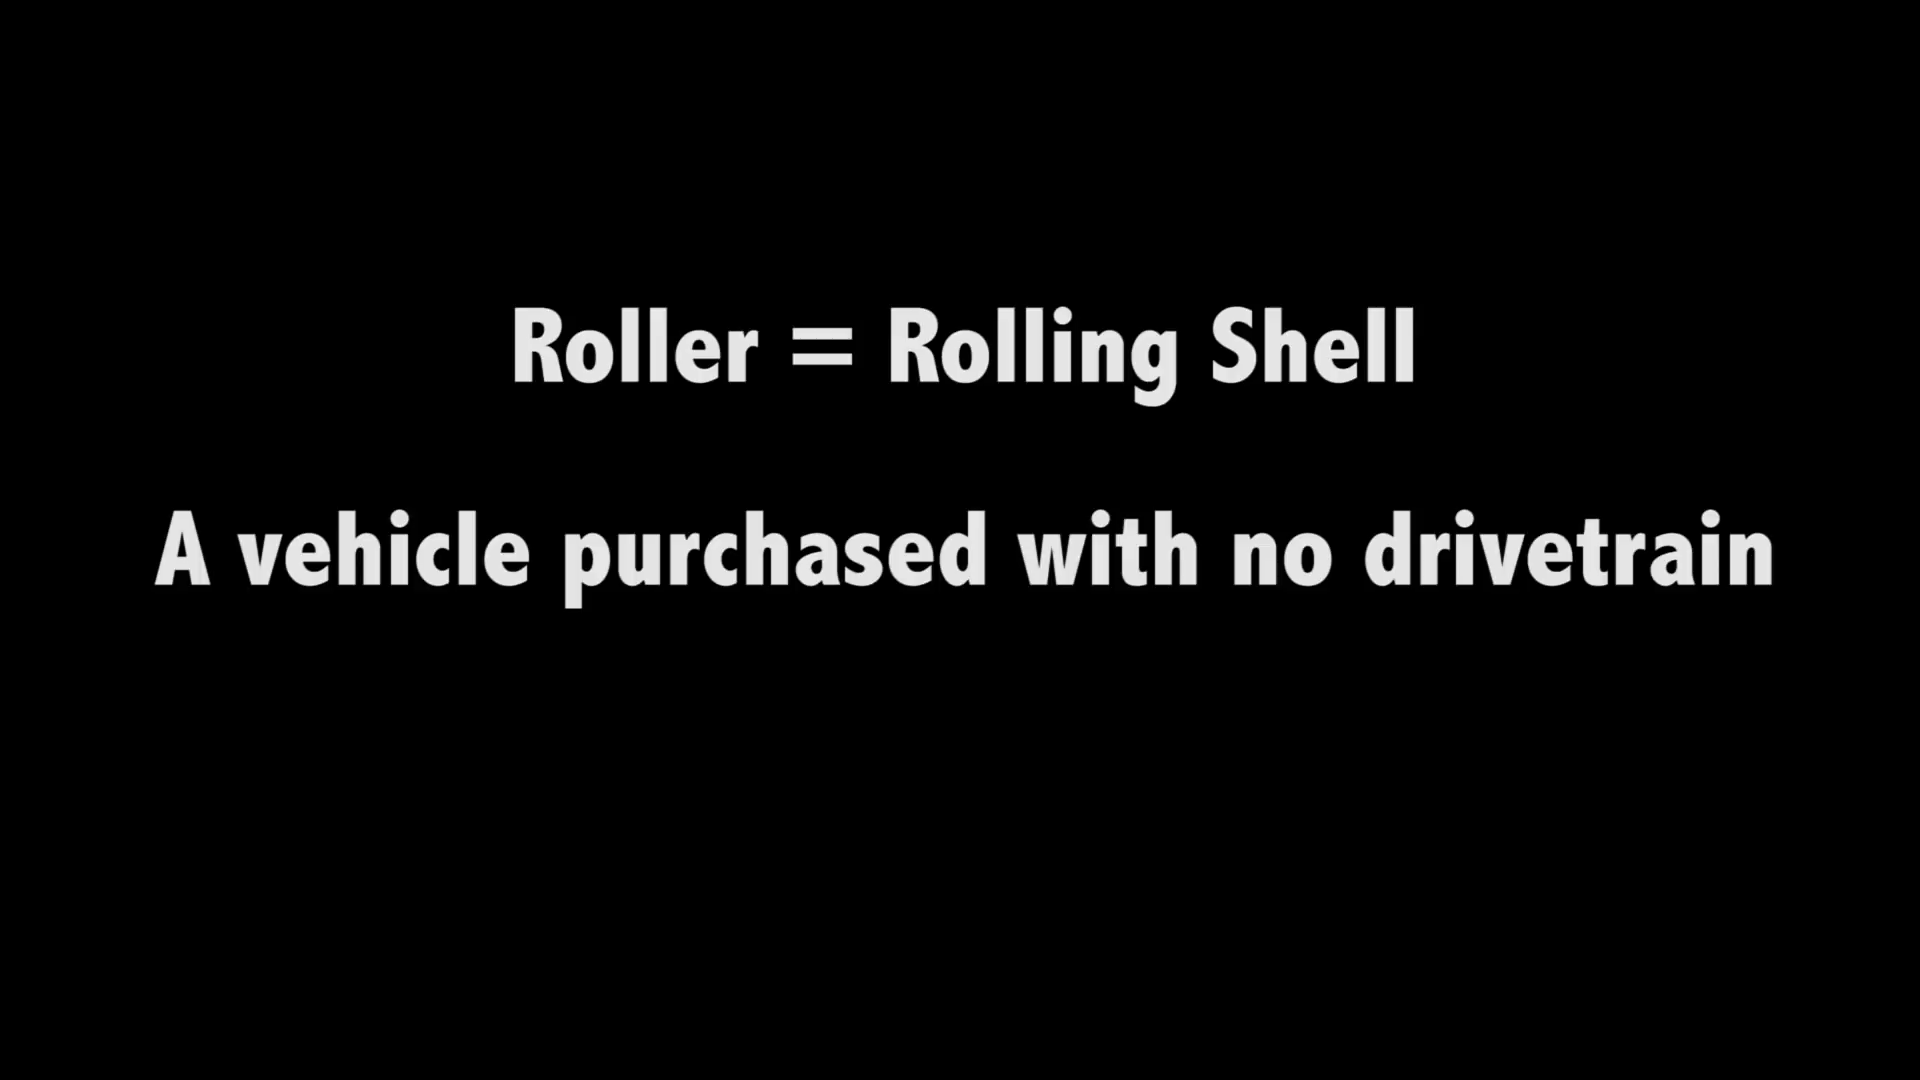 Roller = Rolling Shell
A vehicle purchased with no drivetrain